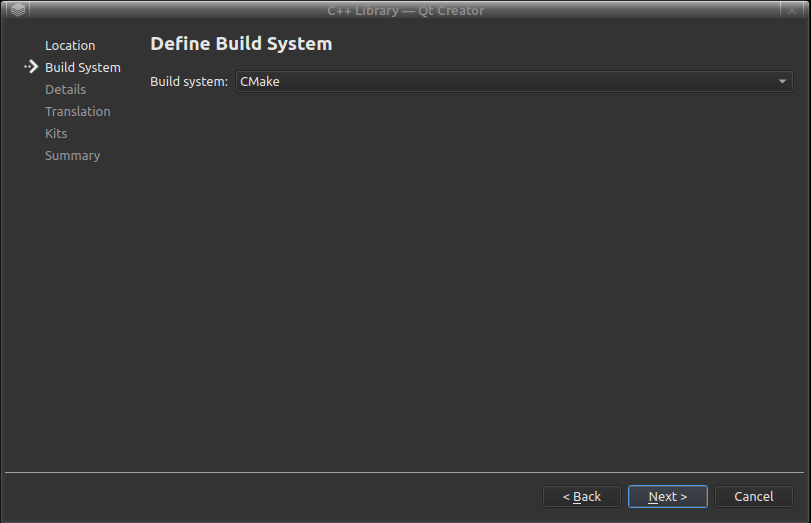 C++ Library — Qt Creator
Location
Build System
Details
Translation
Kits
Summary
Define Build System
Build system: CMake
< Back Next > Cancel